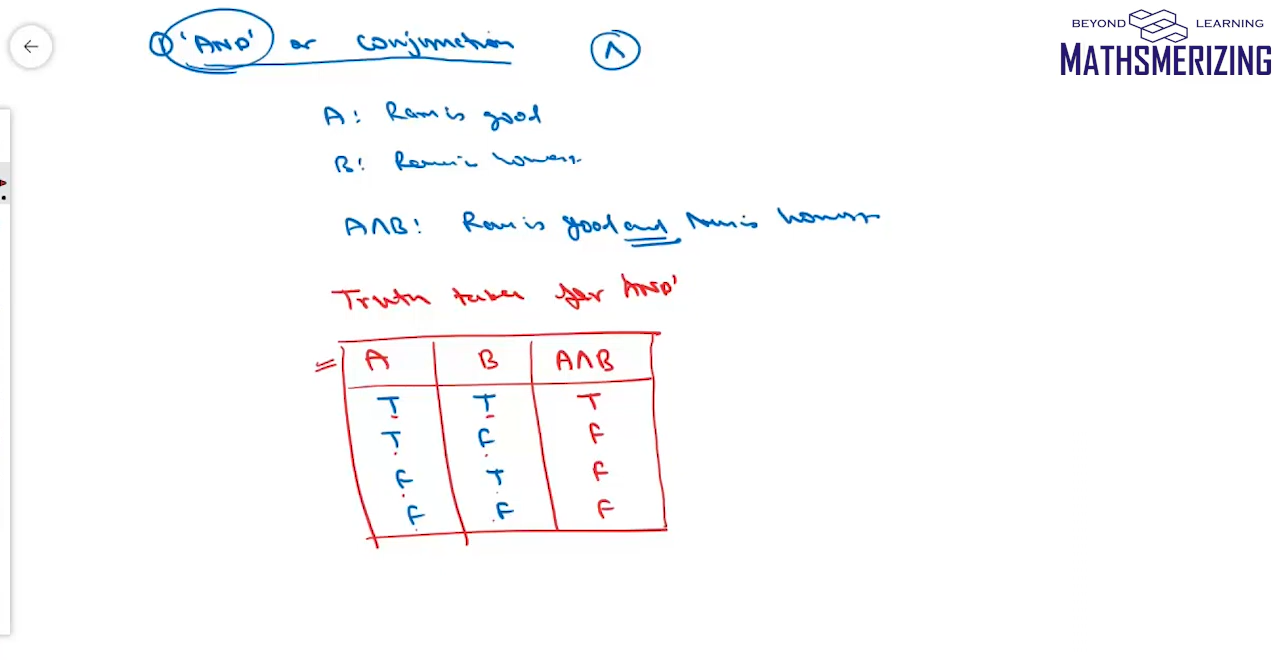 BEYOND LEARNING
MATHSMERIZING
① 'AND' or conjunction ∧
A: Ram is good
B: Ram is honest
A∧B: Ram is good and Ram is honest
Truth table for 'AND'
A B A∧B
T T T
T F F
F T F
F F F